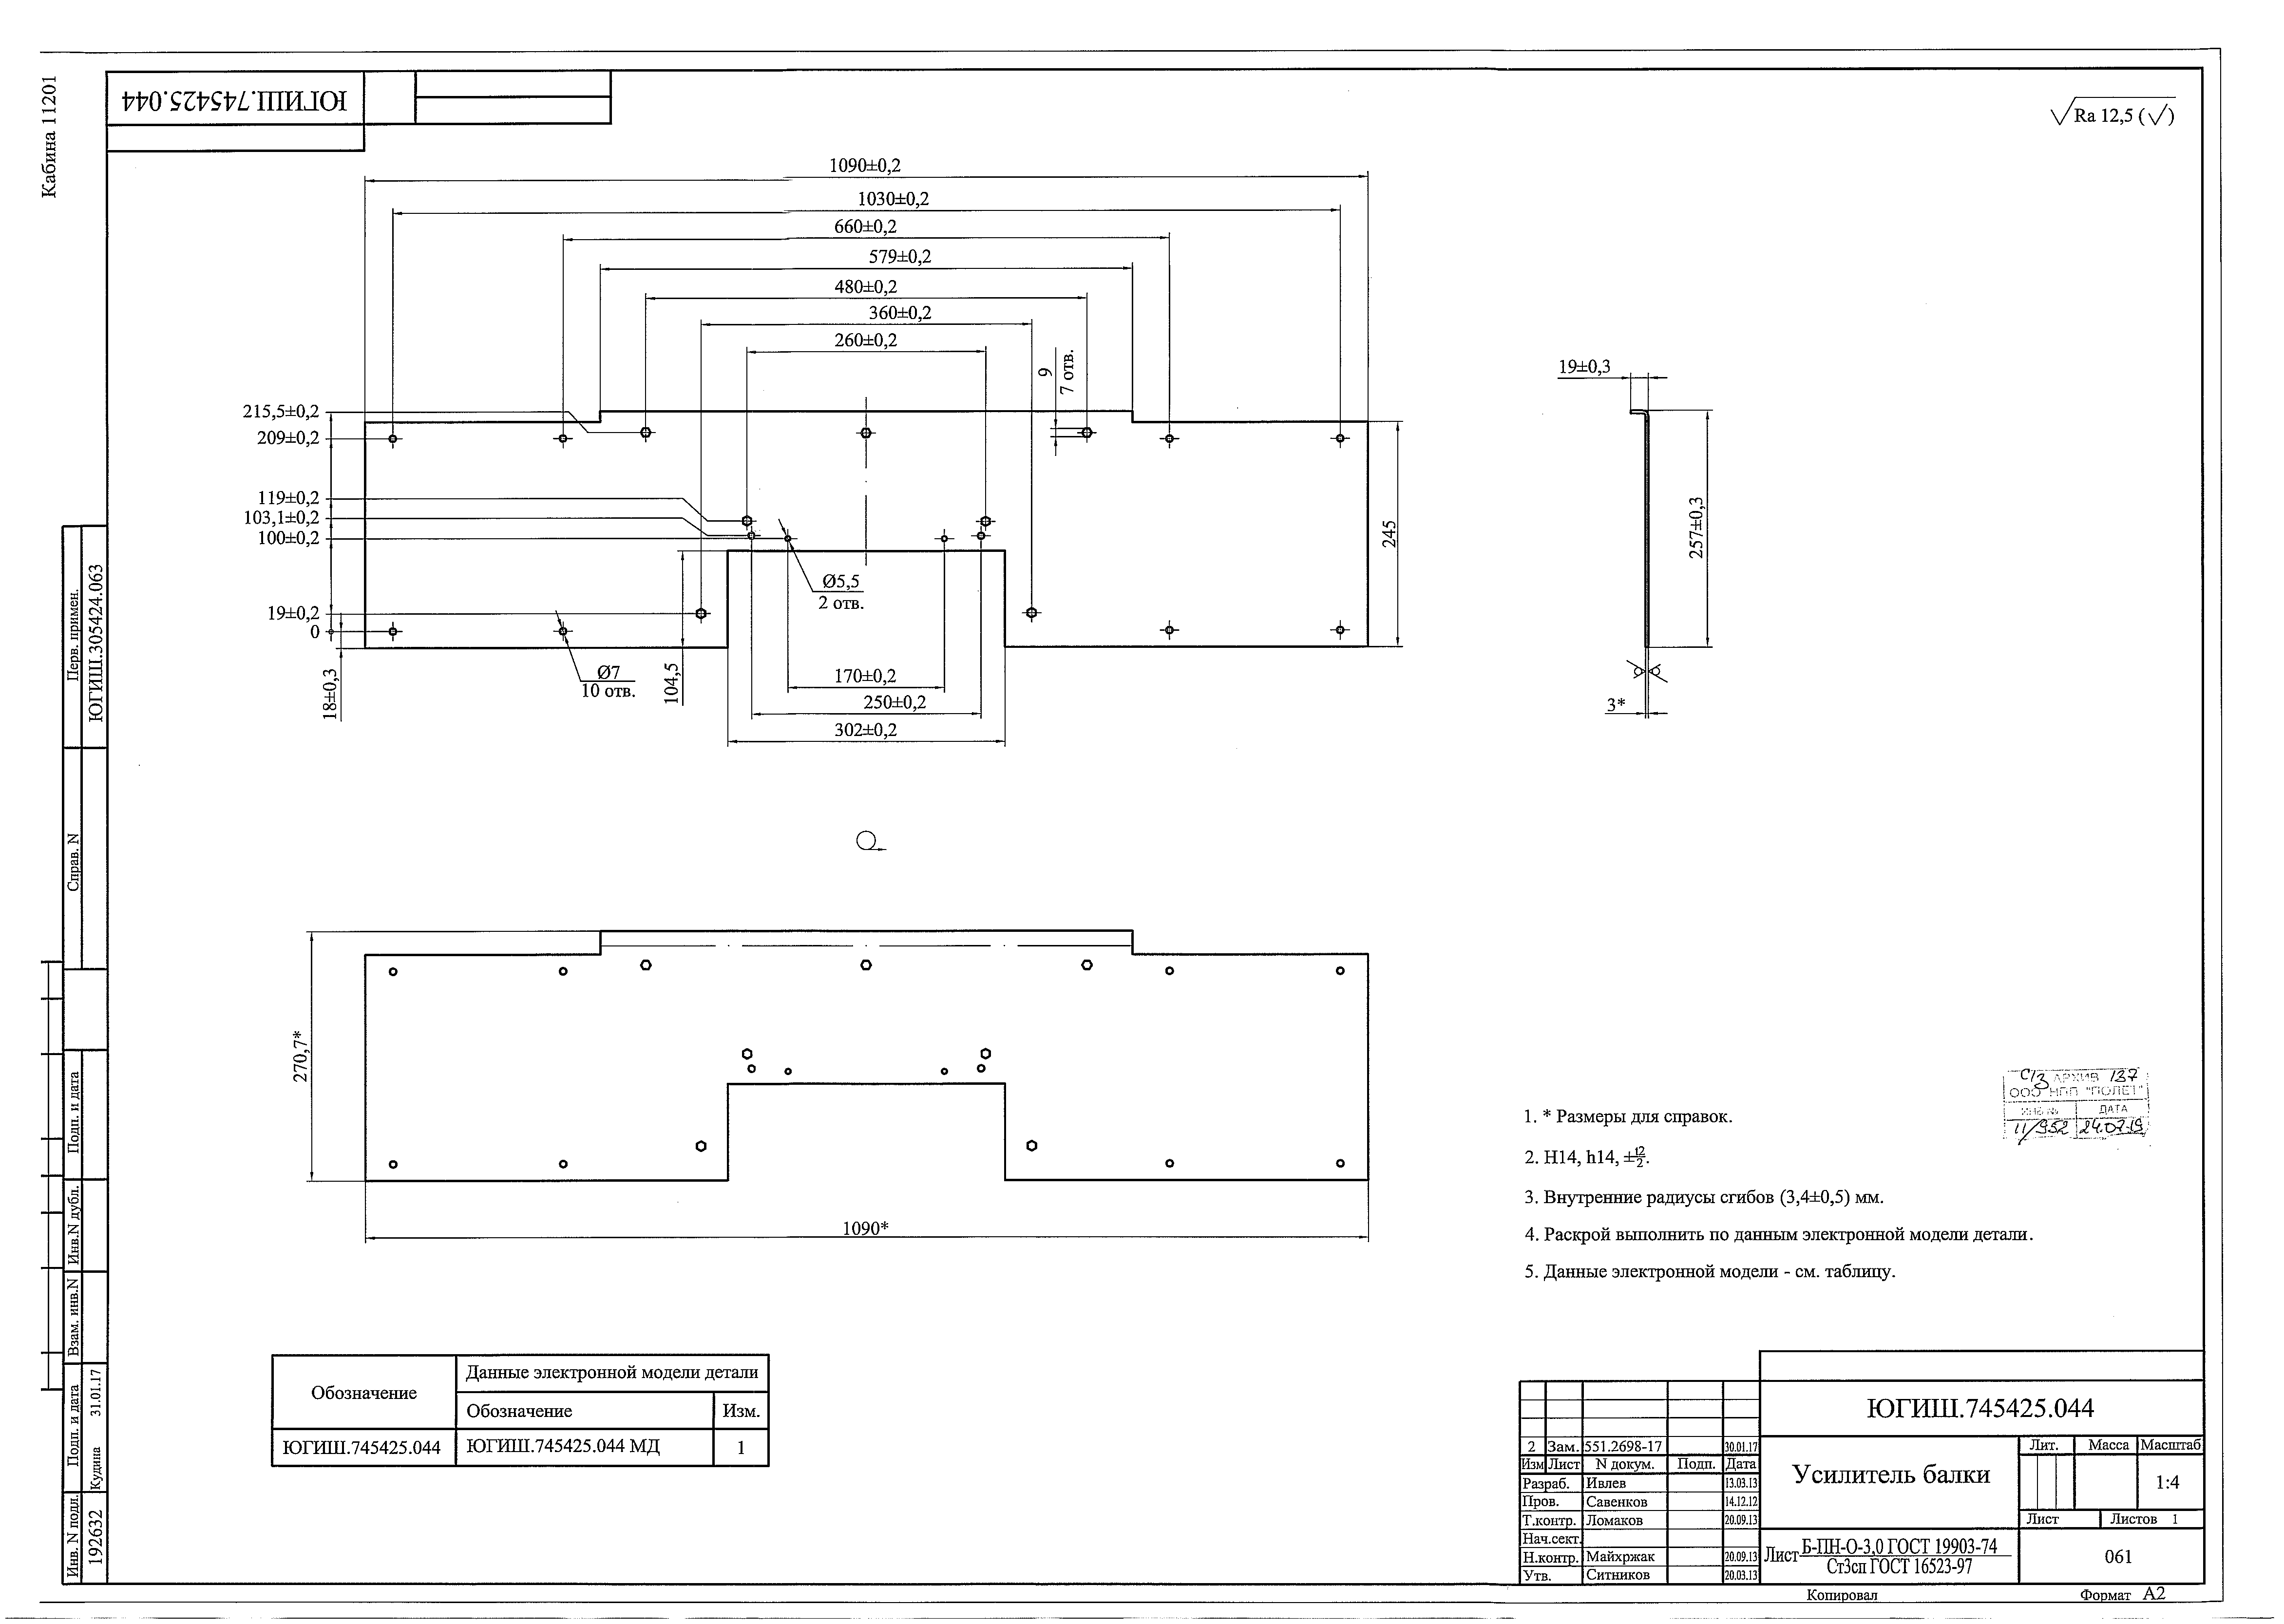 Кабина 11201
ЮГИШ.745425.044
Ra 12,5 (√)
1090±0,2
1030±0,2
660±0,2
579±0,2
480±0,2
360±0,2
260±0,2
9
7 отв.
215,5±0,2
209±0,2
119±0,2
103,1±0,2
100±0,2
19±0,2
0
18±0,3
Ø7
10 отв.
104,5
Ø5,5
2 отв.
170±0,2
250±0,2
302±0,2
245
19±0,3
257±0,3
3*
270,7*
1090*
1. * Размеры для справок.
2. H14, h14, ±t2/2.
3. Внутренние радиусы сгибов (3,4±0,5) мм.
4. Раскрой выполнить по данным электронной модели детали.
5. Данные электронной модели - см. таблицу.
С/З АРХИВ 137
ООО НПП "ПОЛЕТ"
ИНВ № ДАТА
11/952 24.07.19
Обозначение Данные электронной модели детали
Обозначение Изм.
ЮГИШ.745425.044 ЮГИШ.745425.044 МД 1
Перв. примен.
ЮГИШ.305424.063
Справ. N
Подп. и дата
Инв.N дубл.
Взам. инв.N
Подп. и дата
Кудина 31.01.17
Инв. N подл.
192632
2 Зам. 551.2698-17 30.01.17
Изм Лист N докум. Подп. Дата
Разраб. Ивлев 13.03.13
Пров. Савенков 14.12.12
Т.контр. Ломаков 20.09.13
Нач.сект.
Н.контр. Майхржак 20.09.13
Утв. Ситников 20.03.13
ЮГИШ.745425.044
Усилитель балки
Лит. Масса Масштаб
1:4
Лист Листов 1
Лист Б-ПН-О-3,0 ГОСТ 19903-74
Ст3сп ГОСТ 16523-97
061
Копировал Формат А2